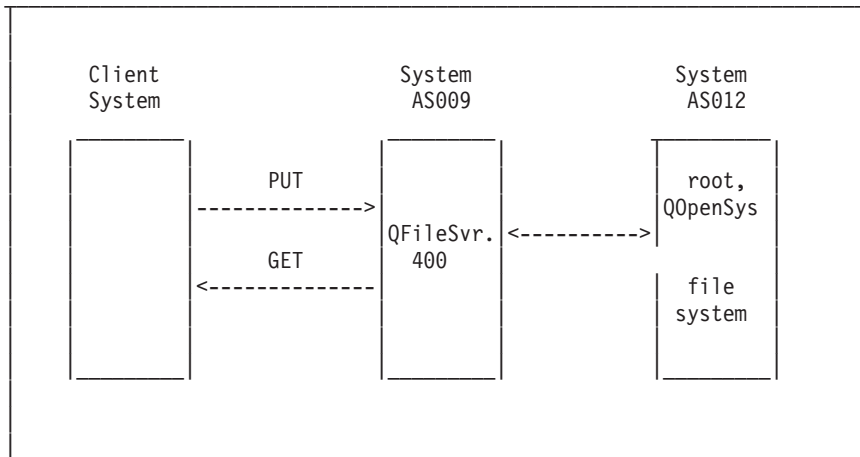 Client System System
System AS009 AS012
PUT root,
-------------> QOpenSys
QFileSvr. <---------->
GET 400
<-------------- file
system